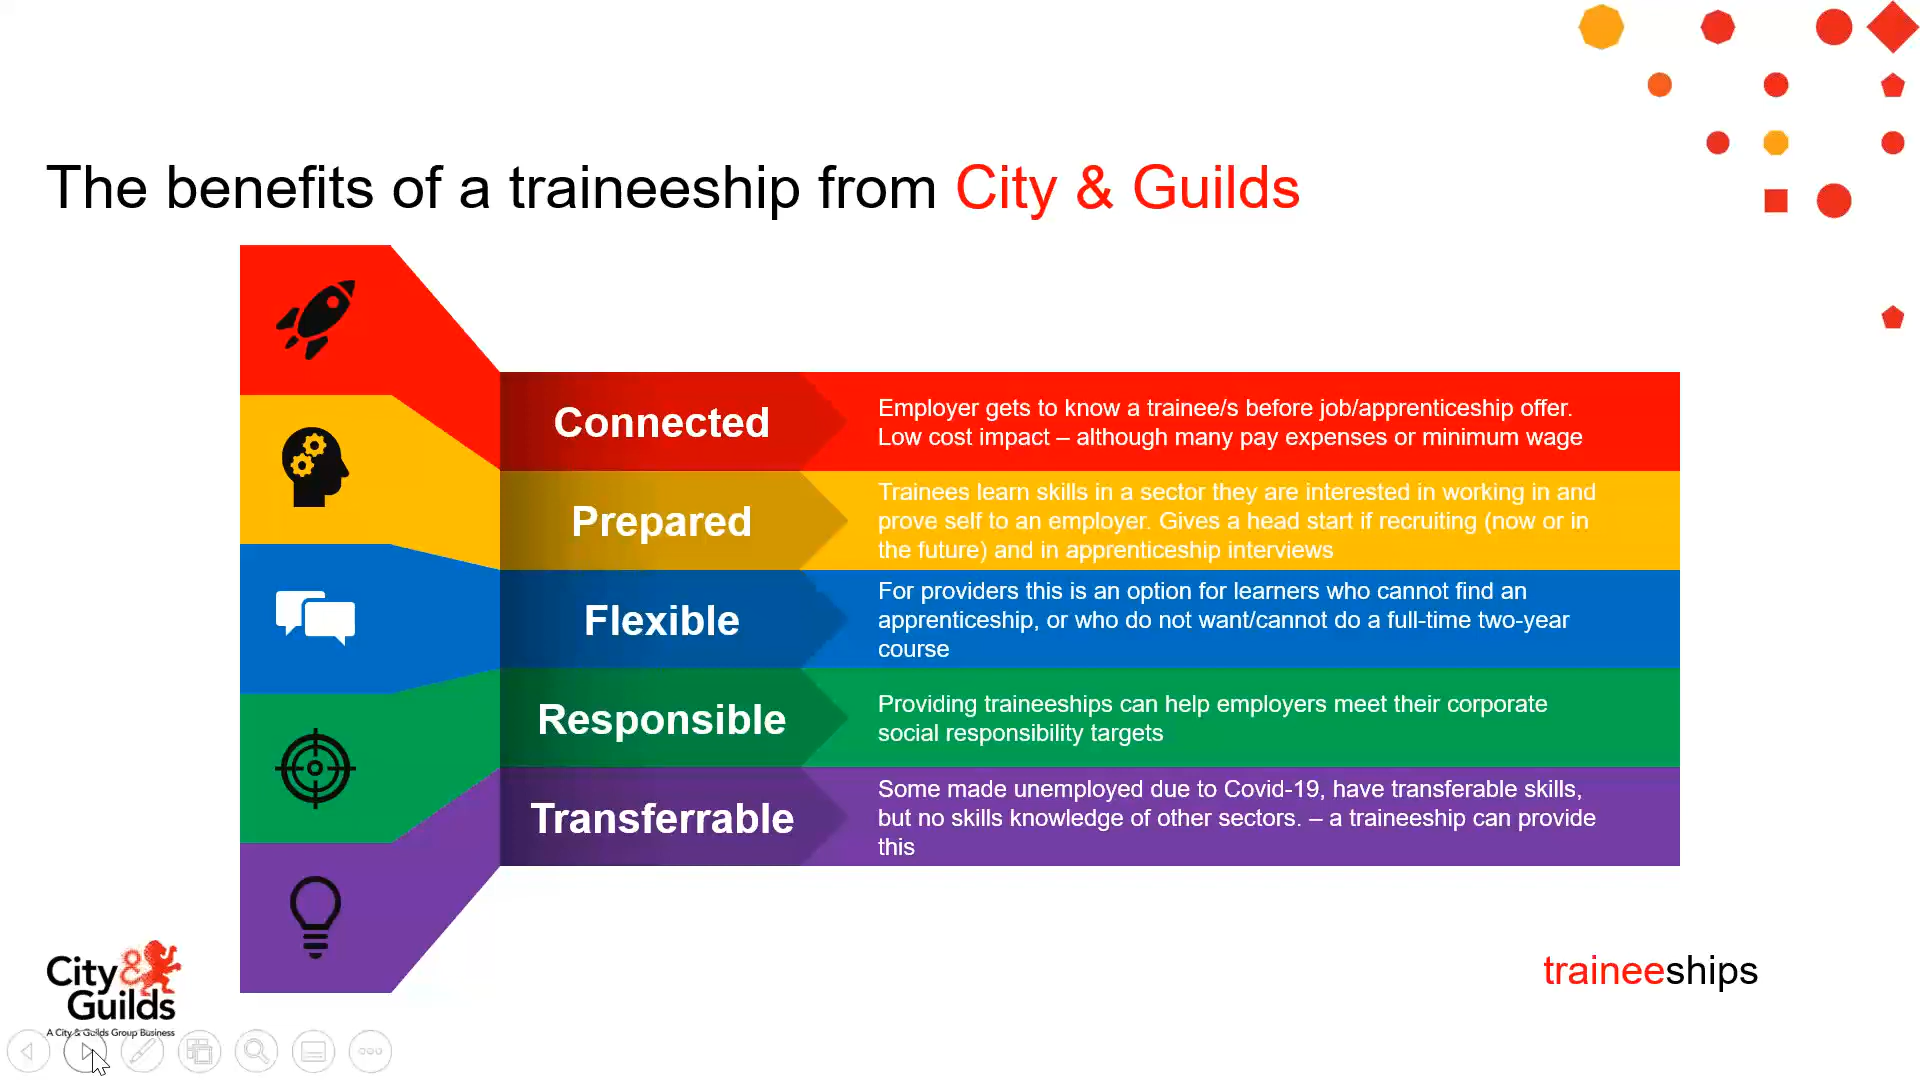 The benefits of a traineeship from City & Guilds
Connected
Employer gets to know a trainee/s before job/apprenticeship offer.
Low cost impact – although many pay expenses or minimum wage
Prepared
Trainees learn skills in a sector they are interested in working in and
prove self to an employer. Gives a head start if recruiting (now or in
the future) and in apprenticeship interviews
Flexible
For providers this is an option for learners who cannot find an
apprenticeship, or who do not want/cannot do a full-time two-year
course
Responsible
Providing traineeships can help employers meet their corporate
social responsibility targets
Transferrable
Some made unemployed due to Covid-19, have transferable skills,
but no skills knowledge of other sectors. – a traineeship can provide
this
City &
Guilds
A City & Guilds Group Business
traineeships